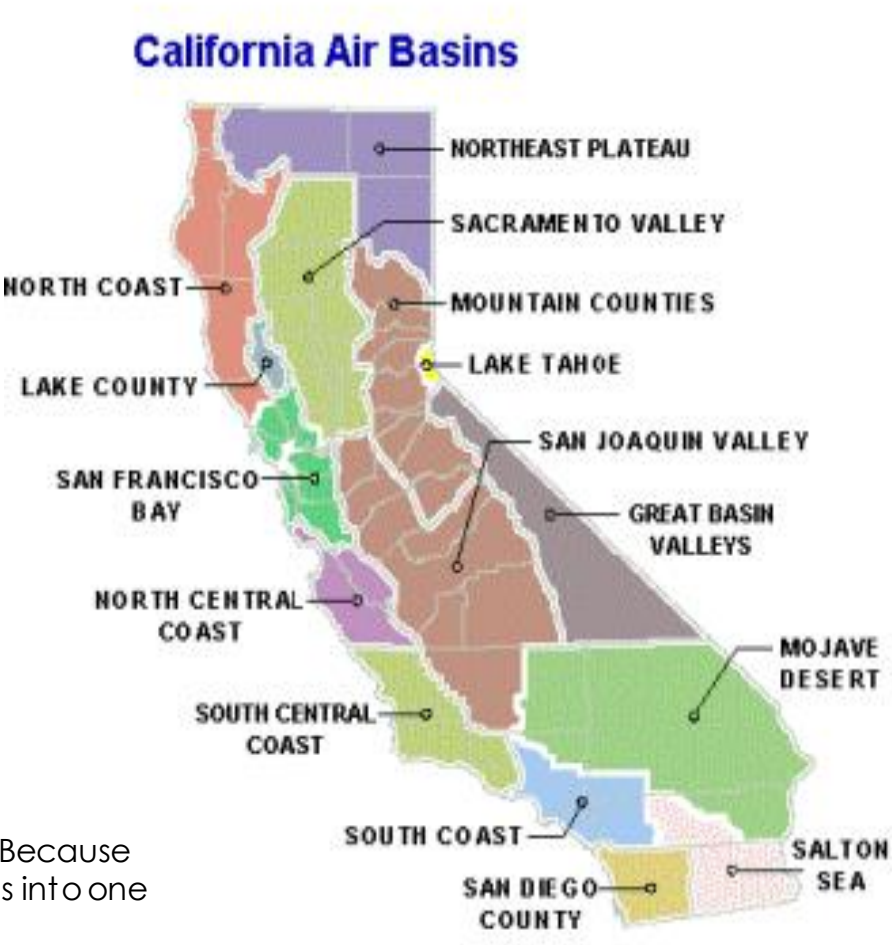 California Air Basins
NORTHEAST PLATEAU
SACRAMENTO VALLEY
NORTH COAST
MOUNTAIN COUNTIES
LAKE TAHOE
LAKE COUNTY
SAN JOAQUIN VALLEY
SAN FRANCISCO
BAY
GREAT BASIN
VALLEYS
NORTH CENTRAL
COAST
MOJAVE
DESERT
SOUTH CENTRAL
COAST
SOUTH COAST
Because
s into one
SALTON
SEA
SAN DIEGO
COUNTY